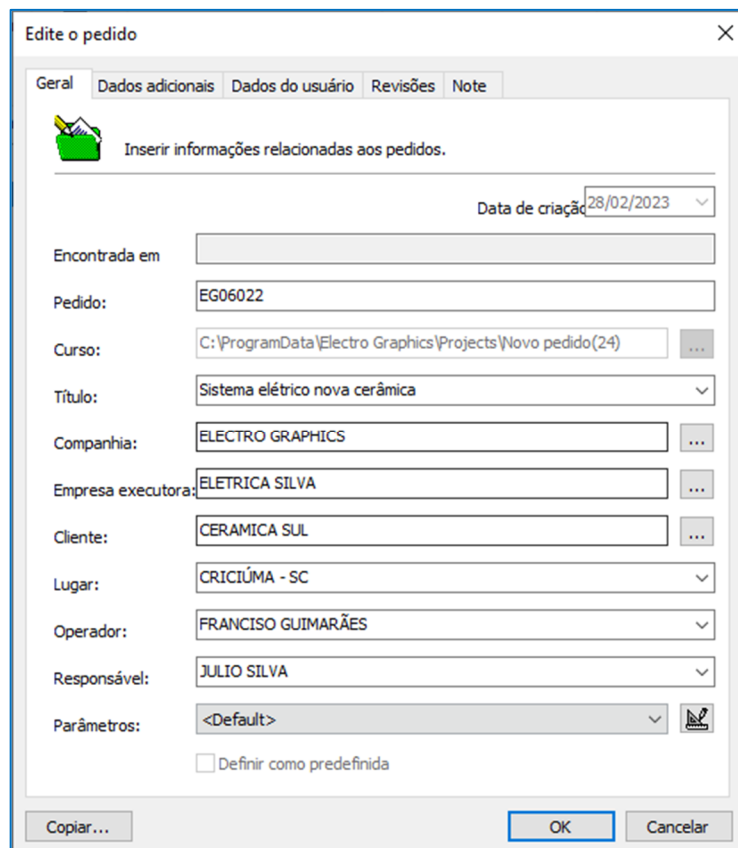 Edite o pedido
Geral Dados adicionais Dados do usuário Revisões Note
Inserir informações relacionadas aos pedidos.
Data de criação 28/02/2023
Encontrada em
Pedido: EG06022
Curso: C:\ProgramData\Electro Graphics\Projects\Novo pedido(24) ...
Título: Sistema elétrico nova cerâmica
Companhia: ELECTRO GRAPHICS ...
Empresa executora: ELETRICA SILVA ...
Cliente: CERAMICA SUL ...
Lugar: CRICIÚMA - SC
Operador: FRANCISO GUIMARÃES
Responsável: JULIO SILVA
Parâmetros: <Default>
Definir como predefinida
Copiar... OK Cancelar